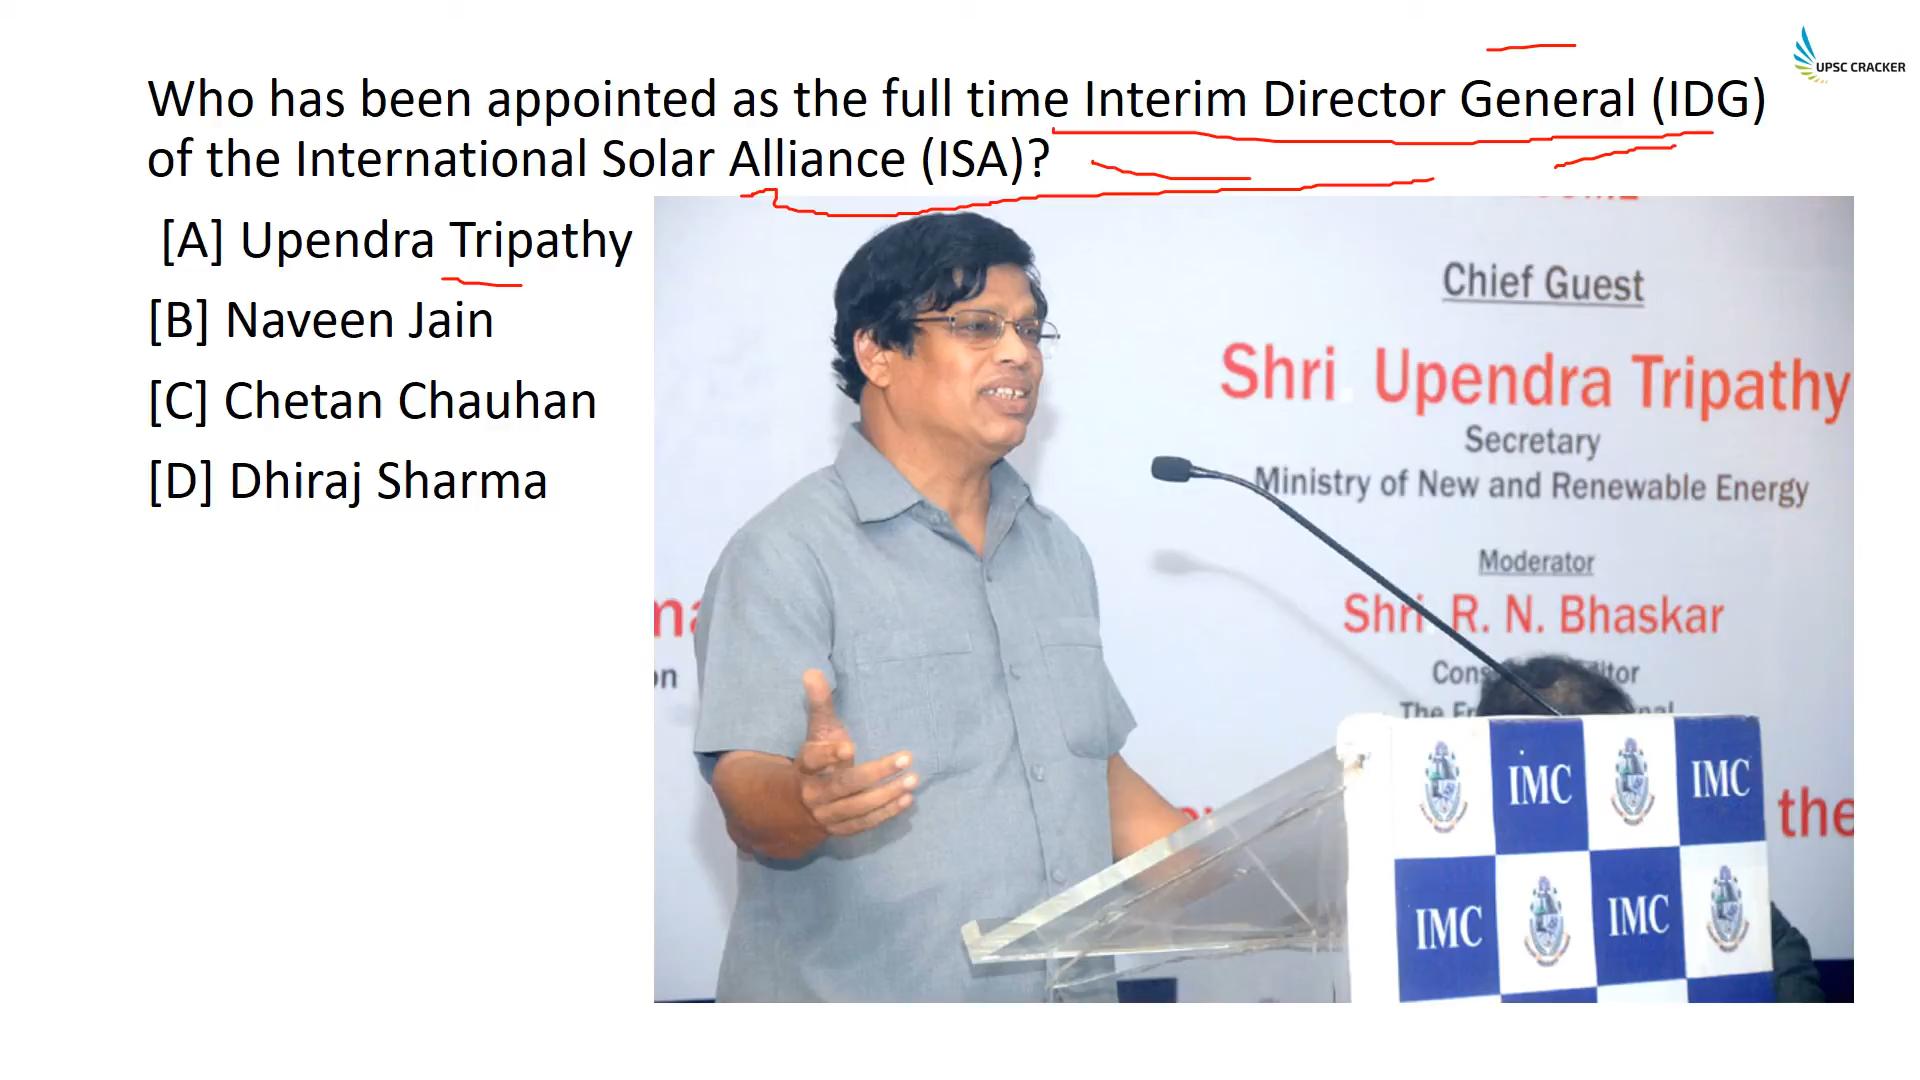 UPSC CRACKER
Who has been appointed as the full time Interim Director General (IDG)
of the International Solar Alliance (ISA)?
[A] Upendra Tripathy
[B] Naveen Jain
[C] Chetan Chauhan
[D] Dhiraj Sharma
Chief Guest
Shri. Upendra Tripathy
Secretary
Ministry of New and Renewable Energy
Moderator
Shri. R. N. Bhaskar
on
the
IMC IMC
IMC IMC